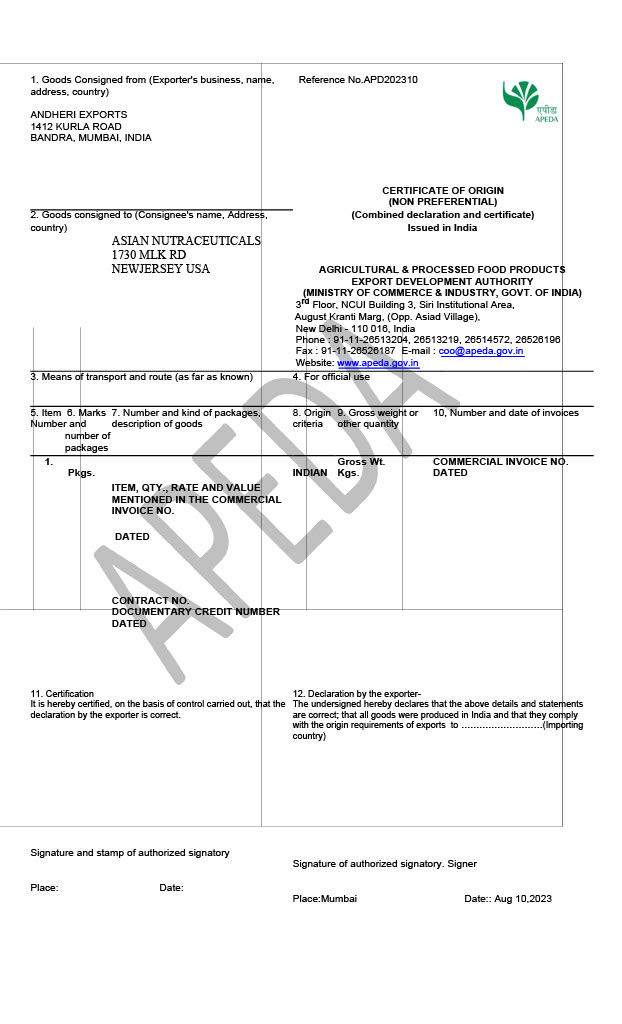 1. Goods Consigned from (Exporter's business, name,
address, country)
Reference No.APD202310
एपीडा
APEDA
ANDHERI EXPORTS
1412 KURLA ROAD
BANDRA, MUMBAI, INDIA
CERTIFICATE OF ORIGIN
(NON PREFERENTIAL)
(Combined declaration and certificate)
Issued in India
2. Goods consigned to (Consignee's name, Address,
country)
ASIAN NUTRACEUTICALS
1730 MLK RD
NEWJERSEY USA
AGRICULTURAL & PROCESSED FOOD PRODUCTS
EXPORT DEVELOPMENT AUTHORITY
(MINISTRY OF COMMERCE & INDUSTRY, GOVT. OF INDIA)
3rd Floor, NCUI Building 3, Siri Institutional Area,
August Kranti Marg, (Opp. Asiad Village),
New Delhi - 110 016, India
Phone : 91-11-26513204, 26513219, 26514572, 26526196
Fax : 91-11-26526187 E-mail : coo@apeda.gov.in
Website: www.apeda.gov.in
3. Means of transport and route (as far as known)
4. For official use
5. Item
Number
6. Marks
and
number of
packages
7. Number and kind of packages,
description of goods
8. Origin
criteria
9. Gross weight or
other quantity
10, Number and date of invoices
1.
Pkgs.
INDIAN
Gross Wt.
Kgs.
COMMERCIAL INVOICE NO.
DATED
ITEM, QTY., RATE AND VALUE
MENTIONED IN THE COMMERCIAL
INVOICE NO.
DATED
CONTRACT NO.
DOCUMENTARY CREDIT NUMBER
DATED
APEDA
11. Certification
It is hereby certified, on the basis of control carried out, that the
declaration by the exporter is correct.
12. Declaration by the exporter-
The undersigned hereby declares that the above details and statements
are correct; that all goods were produced in India and that they comply
with the origin requirements of exports to ………………………(Importing
country)
Signature and stamp of authorized signatory
Signature of authorized signatory. Signer
Place:
Date:
Place:Mumbai
Date:: Aug 10,2023